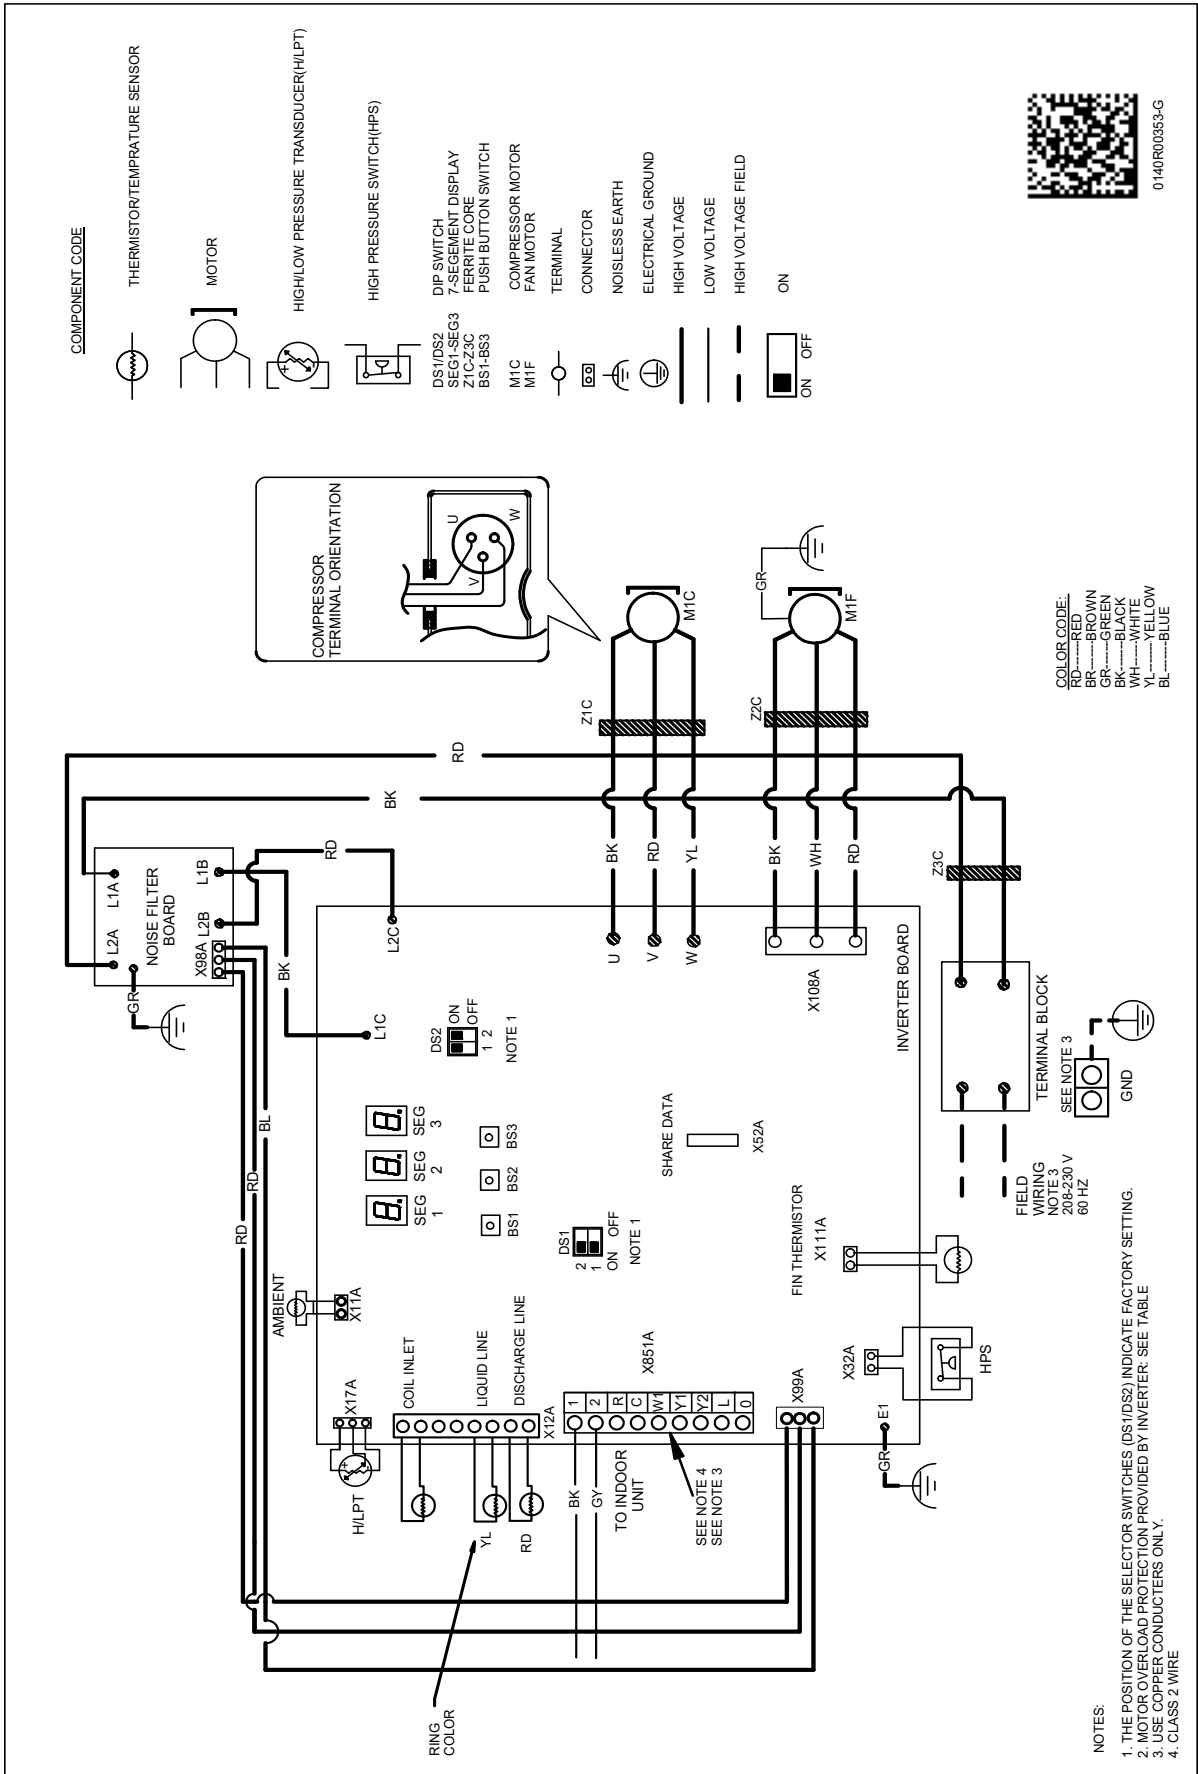 COMPONENT CODE
THERMISTOR/TEMPRATURE SENSOR
MOTOR
HIGH/LOW PRESSURE TRANSDUCER(H/LPT)
HIGH PRESSURE SWITCH(HPS)
DS1/DS2 DIP SWITCH
SEG1-SEG3 7-SEGEMENT DISPLAY
Z1C-Z3C FERRITE CORE
BS1-BS3 PUSH BUTTON SWITCH
M1C COMPRESSOR MOTOR
M1F FAN MOTOR
TERMINAL
CONNECTOR
NOISLESS EARTH
ELECTRICAL GROUND
HIGH VOLTAGE
LOW VOLTAGE
HIGH VOLTAGE FIELD
ON OFF
ON
0140R00353-G
COMPRESSOR
TERMINAL ORIENTATION
U
V
W
M1C
M1F
GR
Z1C
Z2C
Z3C
COLOR CODE:
RD-------RED
BR-------BROWN
GR-------GREEN
BK-------BLACK
WH------WHITE
YL-------YELLOW
BL-------BLUE
RD
BK
BK
RD
YL
BK
WH
RD
U
V
W
X108A
INVERTER BOARD
L2A L1A
NOISE FILTER
BOARD
X98A L2B L1B
GR
RD
BK
L2C
L1C
RD
RD
BL
DS2
ON
OFF
1 2
NOTE 1
SEG
1
SEG
2
SEG
3
BS1
BS2
BS3
DS1
2
1
ON OFF
NOTE 1
SHARE DATA
X52A
FIN THERMISTOR
X111A
TERMINAL BLOCK
SEE NOTE 3
GND
FIELD
WIRING
NOTE 3
208-230 V
60 HZ
AMBIENT
X11A
X17A
H/LPT
COIL INLET
LIQUID LINE
DISCHARGE LINE
X12A
YL
RD
RING
COLOR
X851A
1
2
R
C
W1
Y1
Y2
L
0
BK
GY
TO INDOOR
UNIT
SEE NOTE 4
SEE NOTE 3
X99A
E1
GR
X32A
HPS
NOTES:
1. THE POSITION OF THE SELECTOR SWITCHES (DS1/DS2) INDICATE FACTORY SETTING.
2. MOTOR OVERLOAD PROTECTION PROVIDED BY INVERTER: SEE TABLE
3. USE COPPER CONDUCTERS ONLY.
4. CLASS 2 WIRE